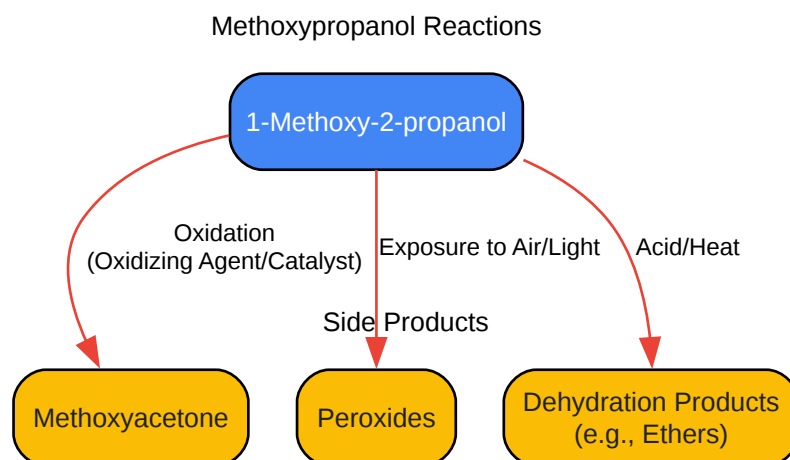 Methoxypropanol Reactions
1-Methoxy-2-propanol
Oxidation
(Oxidizing Agent/Catalyst)
Exposure to Air/Light
Acid/Heat
Side Products
Methoxyacetone
Peroxides
Dehydration Products
(e.g., Ethers)